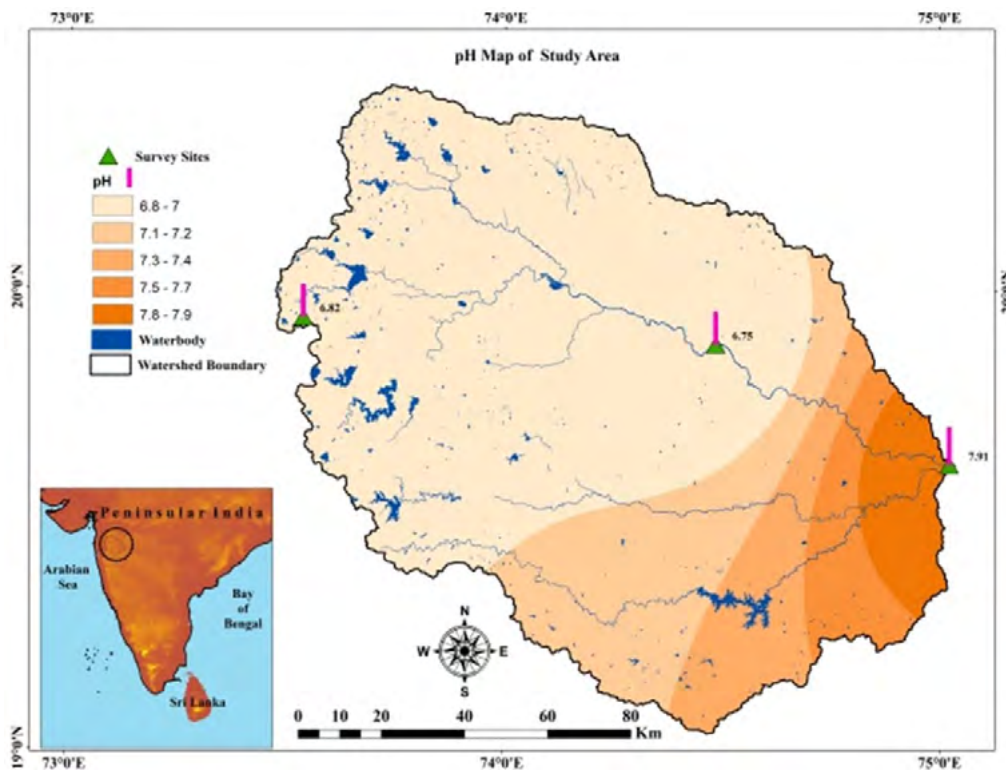 73°0'E 74°0'E 75°0'E
pH Map of Study Area
Survey Sites
pH
6.8 - 7
7.1 - 7.2
7.3 - 7.4
7.5 - 7.7
7.8 - 7.9
Waterbody
Watershed Boundary
20°0'N
20°0'N
6.82
6.75
7.91
Peninsular India
Arabian
Sea
Bay
of
Bengal
Sri Lanka
N
W E
S
0 10 20 40 60 80
Km
19°0'N
73°0'E 74°0'E 75°0'E